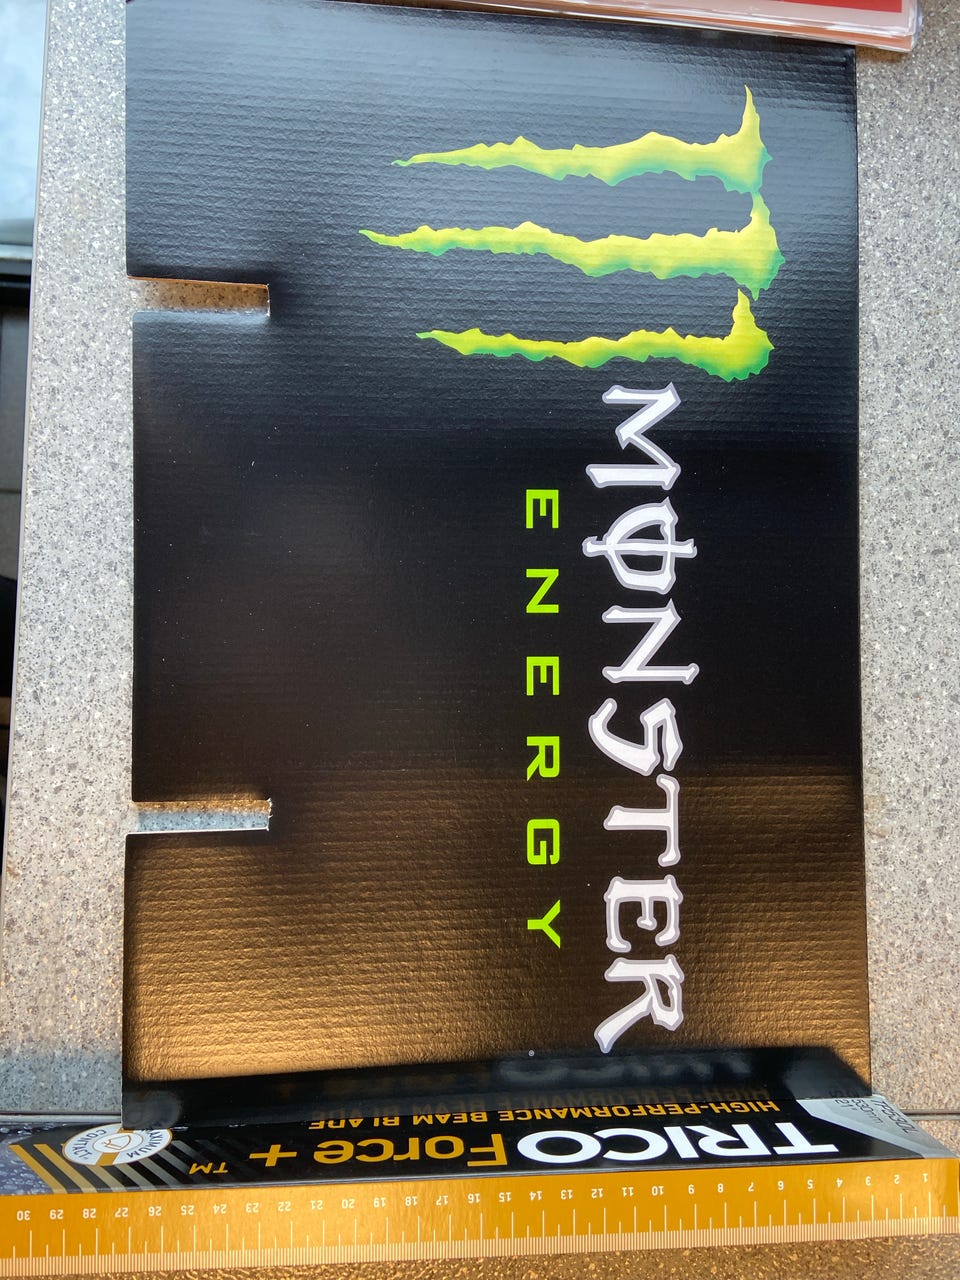 MONSTER
ENERGY
®
HIGH-PERFORMANCE BEAM BLADE
TRICO Force +™
1 2 3 4 5 6 7 8 9 10 11 12 13 14 15 16 17 18 19 20 21 22 23 24 25 26 27 28 29 30